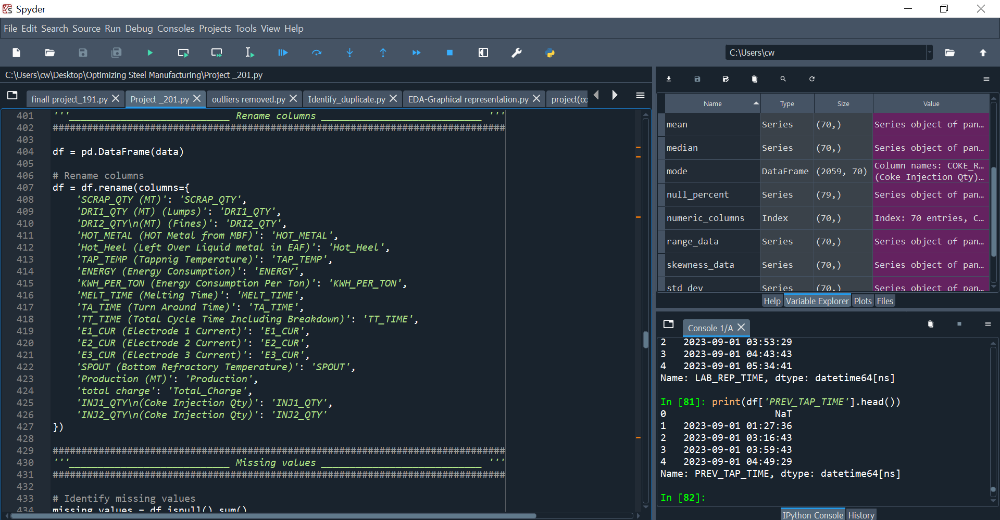 Spyder
File Edit Search Source Run Debug Consoles Projects Tools View Help
C:\Users\cw
C:\Users\cw\Desktop\Optimizing Steel Manufacturing\Project _201.py
finall project_191.py Project _201.py outliers removed.py Identify_duplicate.py EDA-Graphical representation.py project(co
401 '''____________________________ Rename columns ____________________________ '''
402 ###############################################################################
403
404 df = pd.DataFrame(data)
405
406 # Rename columns
407 df = df.rename(columns={
408 'SCRAP_QTY (MT)': 'SCRAP_QTY',
409 'DRI1_QTY (MT) (Lumps)': 'DRI1_QTY',
410 'DRI2_QTY\n(MT) (Fines)': 'DRI2_QTY',
411 'HOT_METAL (HOT Metal from MBF)': 'HOT_METAL',
412 'Hot_Heel (Left Over Liquid metal in EAF)': 'Hot_Heel',
413 'TAP_TEMP (Tappnig Temperature)': 'TAP_TEMP',
414 'ENERGY (Energy Consumption)': 'ENERGY',
415 'KWH_PER_TON (Energy Consumption Per Ton)': 'KWH_PER_TON',
416 'MELT_TIME (Melting Time)': 'MELT_TIME',
417 'TA_TIME (Turn Around Time)': 'TA_TIME',
418 'TT_TIME (Total Cycle Time Including Breakdown)': 'TT_TIME',
419 'E1_CUR (Electrode 1 Current)': 'E1_CUR',
420 'E2_CUR (Electrode 2 Current)': 'E2_CUR',
421 'E3_CUR (Electrode 3 Current)': 'E3_CUR',
422 'SPOUT (Bottom Refractory Temperature)': 'SPOUT',
423 'Production (MT)': 'Production',
424 'total charge': 'Total_Charge',
425 'INJ1_QTY\n(Coke Injection Qty)': 'INJ1_QTY',
426 'INJ2_QTY\n(Coke Injection Qty)': 'INJ2_QTY'
427 })
428
429 ###############################################################################
430 '''____________________________ Missing values ____________________________ '''
431 ###############################################################################
432
433 # Identify missing values
434 missing_values = df.isnull().sum()
Name Type Size Value
mean Series (70,) Series object of pan…
median Series (70,) Series object of pan…
mode DataFrame (2059, 70) Column names: COKE_R…
(Coke Injection Qty)…
null_percent Series (79,) Series object of pan…
numeric_columns Index (70,) Index: 70 entries, C…
range_data Series (70,) Series object of pan…
skewness_data Series (70,) Series object of pan…
std_dev Series (70,) Series object of pan…
Help Variable Explorer Plots Files
Console 1/A
2 2023-09-01 03:53:29
3 2023-09-01 04:43:43
4 2023-09-01 05:34:41
Name: LAB_REP_TIME, dtype: datetime64[ns]
In [81]: print(df['PREV_TAP_TIME'].head())
0 NaT
1 2023-09-01 01:27:36
2 2023-09-01 03:16:43
3 2023-09-01 03:59:43
4 2023-09-01 04:49:29
Name: PREV_TAP_TIME, dtype: datetime64[ns]
In [82]:
IPython Console History